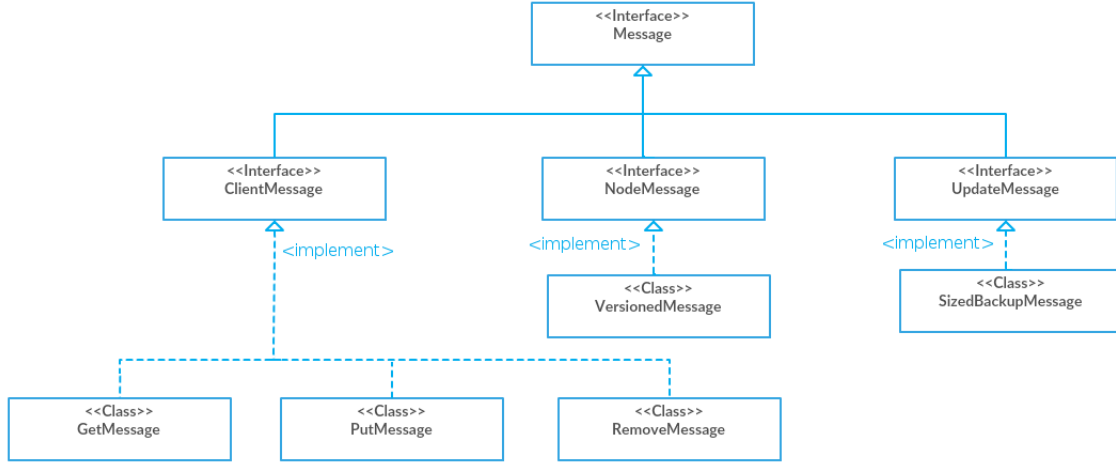 <<Interface>>
Message
<<Interface>>
ClientMessage
<<Interface>>
NodeMessage
<<Interface>>
UpdateMessage
<implement>
<implement>
<implement>
<<Class>>
VersionedMessage
<<Class>>
SizedBackupMessage
<<Class>>
GetMessage
<<Class>>
PutMessage
<<Class>>
RemoveMessage